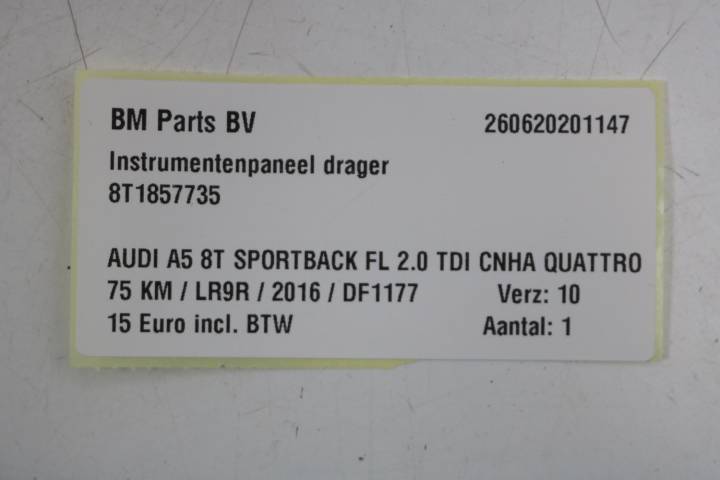 BM Parts BV 260620201147
Instrumentenpaneel drager
8T1857735
AUDI A5 8T SPORTBACK FL 2.0 TDI CNHA QUATTRO
75 KM / LR9R / 2016 / DF1177 Verz: 10
15 Euro incl. BTW Aantal: 1